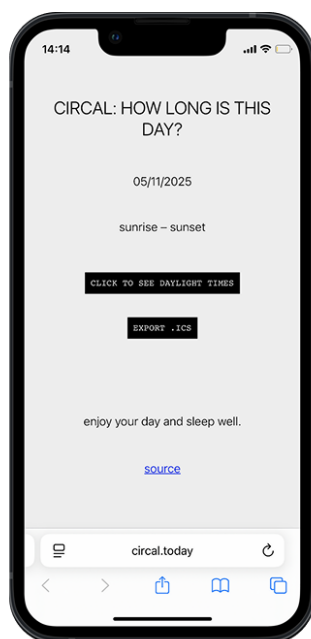 14:14
CIRCAL: HOW LONG IS THIS
DAY?
05/11/2025
sunrise – sunset
CLICK TO SEE DAYLIGHT TIMES
EXPORT .ICS
enjoy your day and sleep well.
source
circal.today